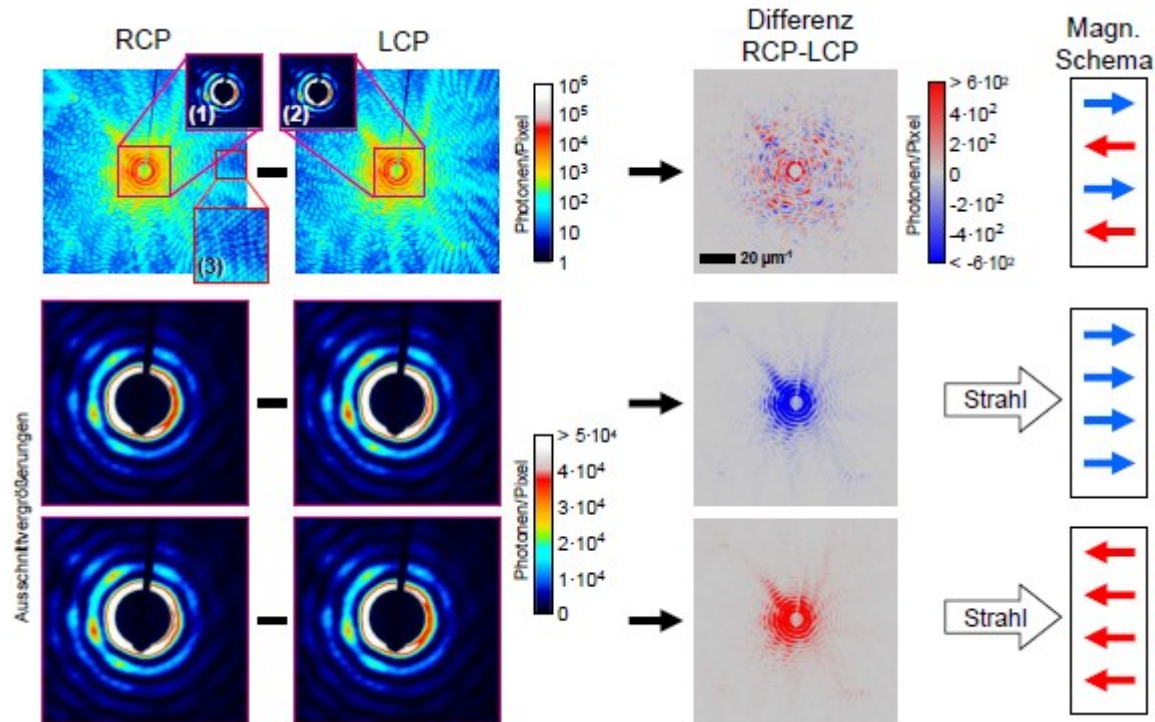 RCP
LCP
Differenz
RCP-LCP
Magn.
Schema
(1)
(2)
(3)
Photonen/Pixel
10⁶
10⁵
10⁴
10³
10²
10
1
20 µm⁻¹
Photonen/Pixel
> 6·10²
4·10²
2·10²
0
-2·10²
-4·10²
< -6·10²
Ausschnittvergrößerungen
Photonen/Pixel
> 5·10⁴
4·10⁴
3·10⁴
2·10⁴
1·10⁴
0
Strahl
Strahl